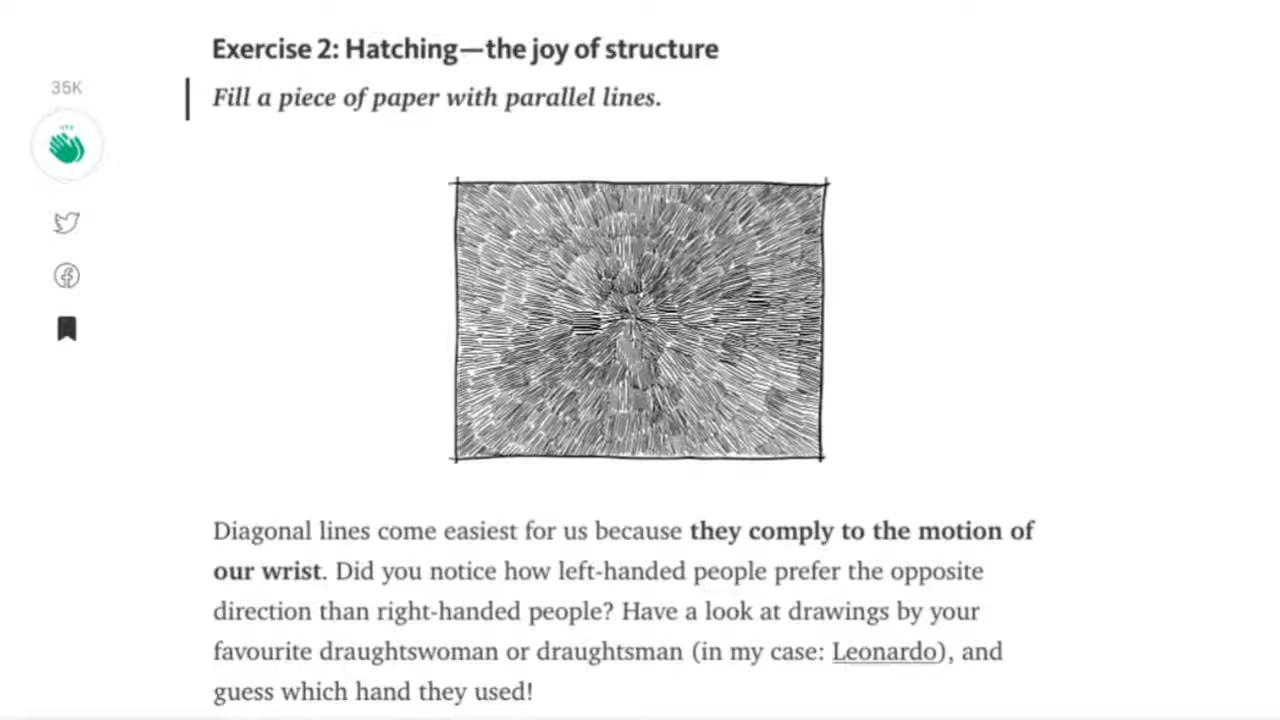 Exercise 2: Hatching—the joy of structure
35K
Fill a piece of paper with parallel lines.
Diagonal lines come easiest for us because they comply to the motion of
our wrist. Did you notice how left-handed people prefer the opposite
direction than right-handed people? Have a look at drawings by your
favourite draughtswoman or draughtsman (in my case: Leonardo), and
guess which hand they used!